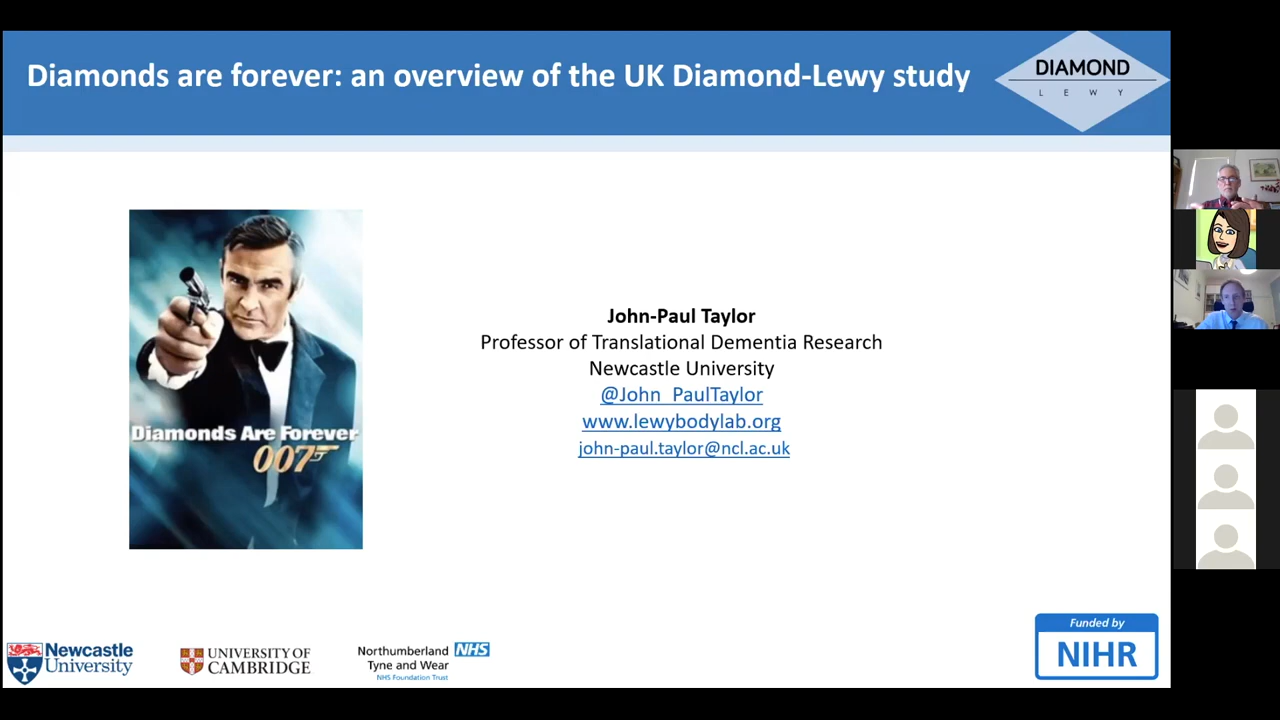 Diamonds are forever: an overview of the UK Diamond-Lewy study
DIAMOND
LEWY
Diamonds Are Forever
007
John-Paul Taylor
Professor of Translational Dementia Research
Newcastle University
@John_PaulTaylor
www.lewybodylab.org
john-paul.taylor@ncl.ac.uk
Newcastle
University
UNIVERSITY OF
CAMBRIDGE
Northumberland NHS
Tyne and Wear
NHS Foundation Trust
Funded by
NIHR